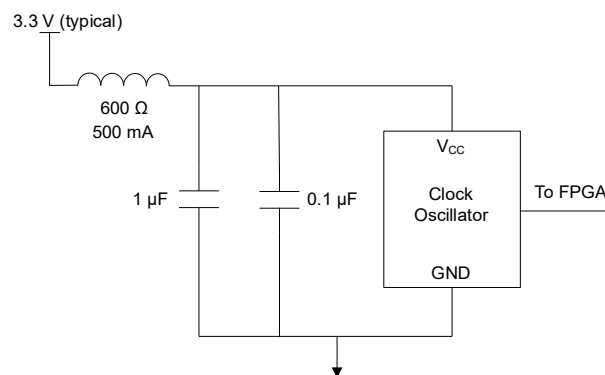 3.3 V (typical)
600 Ω
500 mA
1 µF
0.1 µF
VCC
Clock
Oscillator
GND
To FPGA